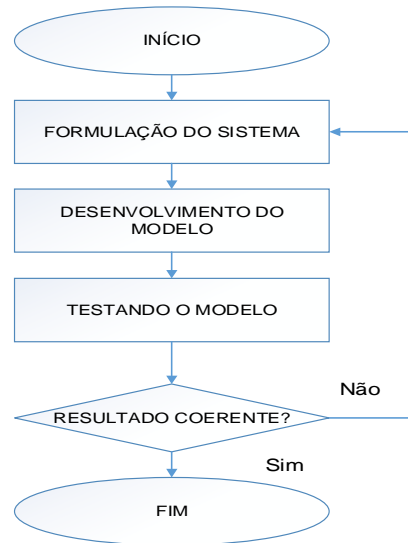 INÍCIO
FORMULAÇÃO DO SISTEMA
DESENVOLVIMENTO DO
MODELO
TESTANDO O MODELO
Não
RESULTADO COERENTE?
Sim
FIM